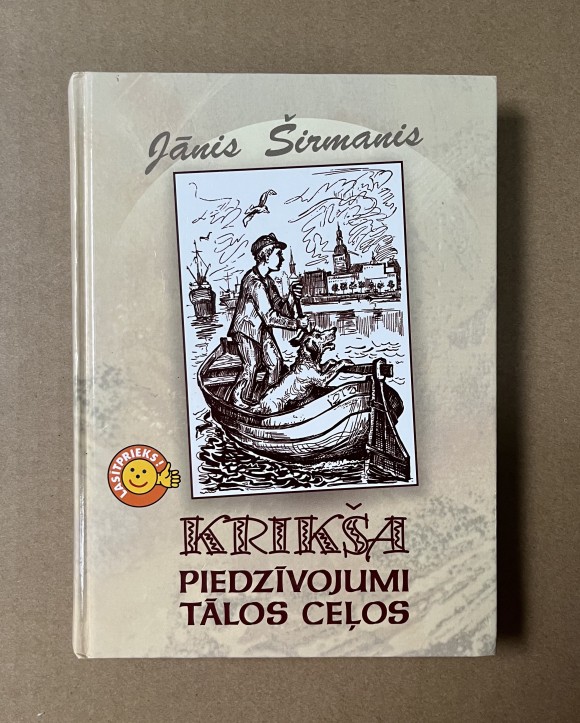 Jānis Širmanis
LASĪTPRIEKS!
KRIKŠA
PIEDZĪVOJUMI
TĀLOS CEĻOS